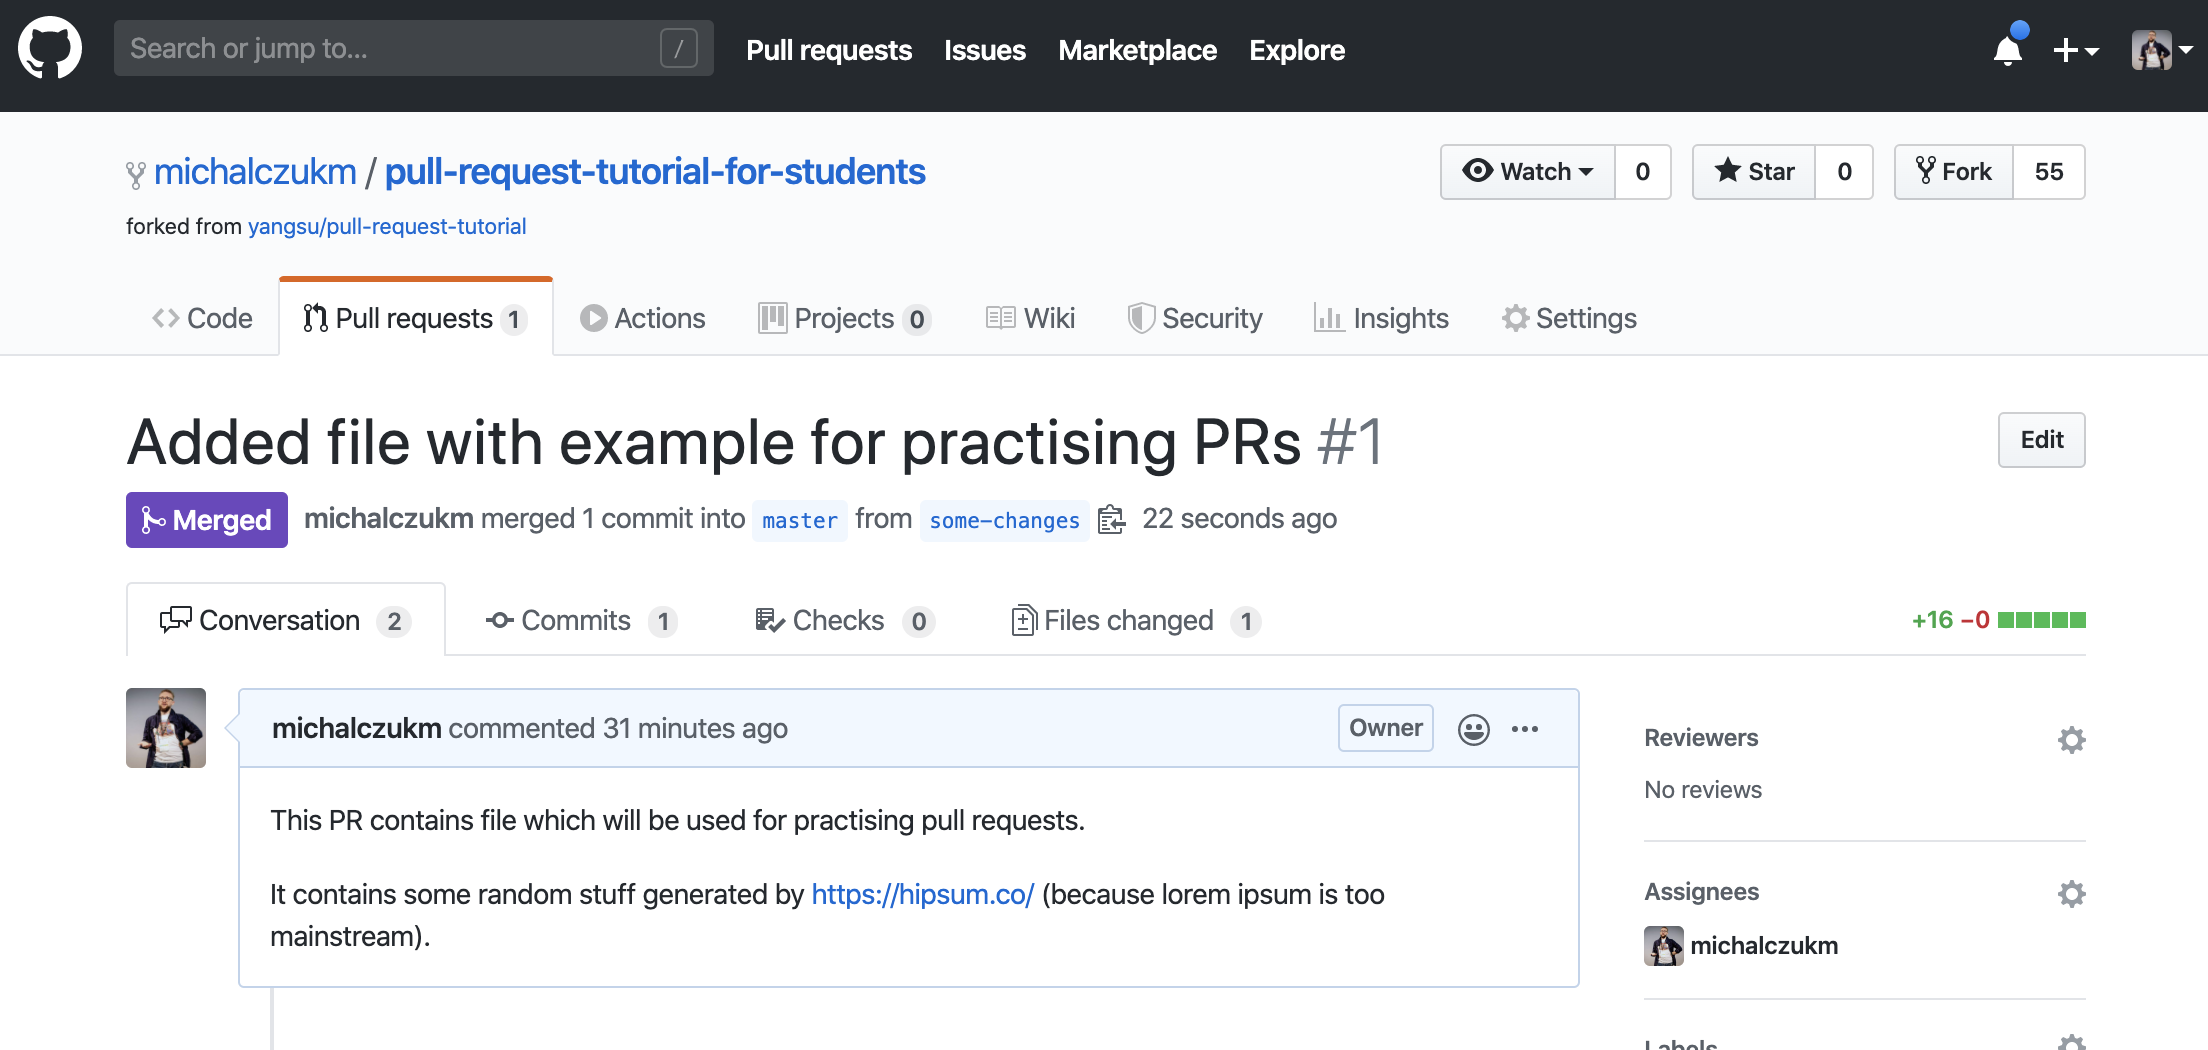 Search or jump to... /
Pull requests Issues Marketplace Explore
michalczukm / pull-request-tutorial-for-students
Watch 0 Star 0 Fork 55
forked from yangsu/pull-request-tutorial
Code Pull requests 1 Actions Projects 0 Wiki Security Insights Settings
Added file with example for practising PRs #1
Edit
Merged michalczukm merged 1 commit into master from some-changes 22 seconds ago
Conversation 2 Commits 1 Checks 0 Files changed 1 +16 −0
michalczukm commented 31 minutes ago Owner
This PR contains file which will be used for practising pull requests.
It contains some random stuff generated by https://hipsum.co/ (because lorem ipsum is too
mainstream).
Reviewers
No reviews
Assignees
michalczukm
Labels